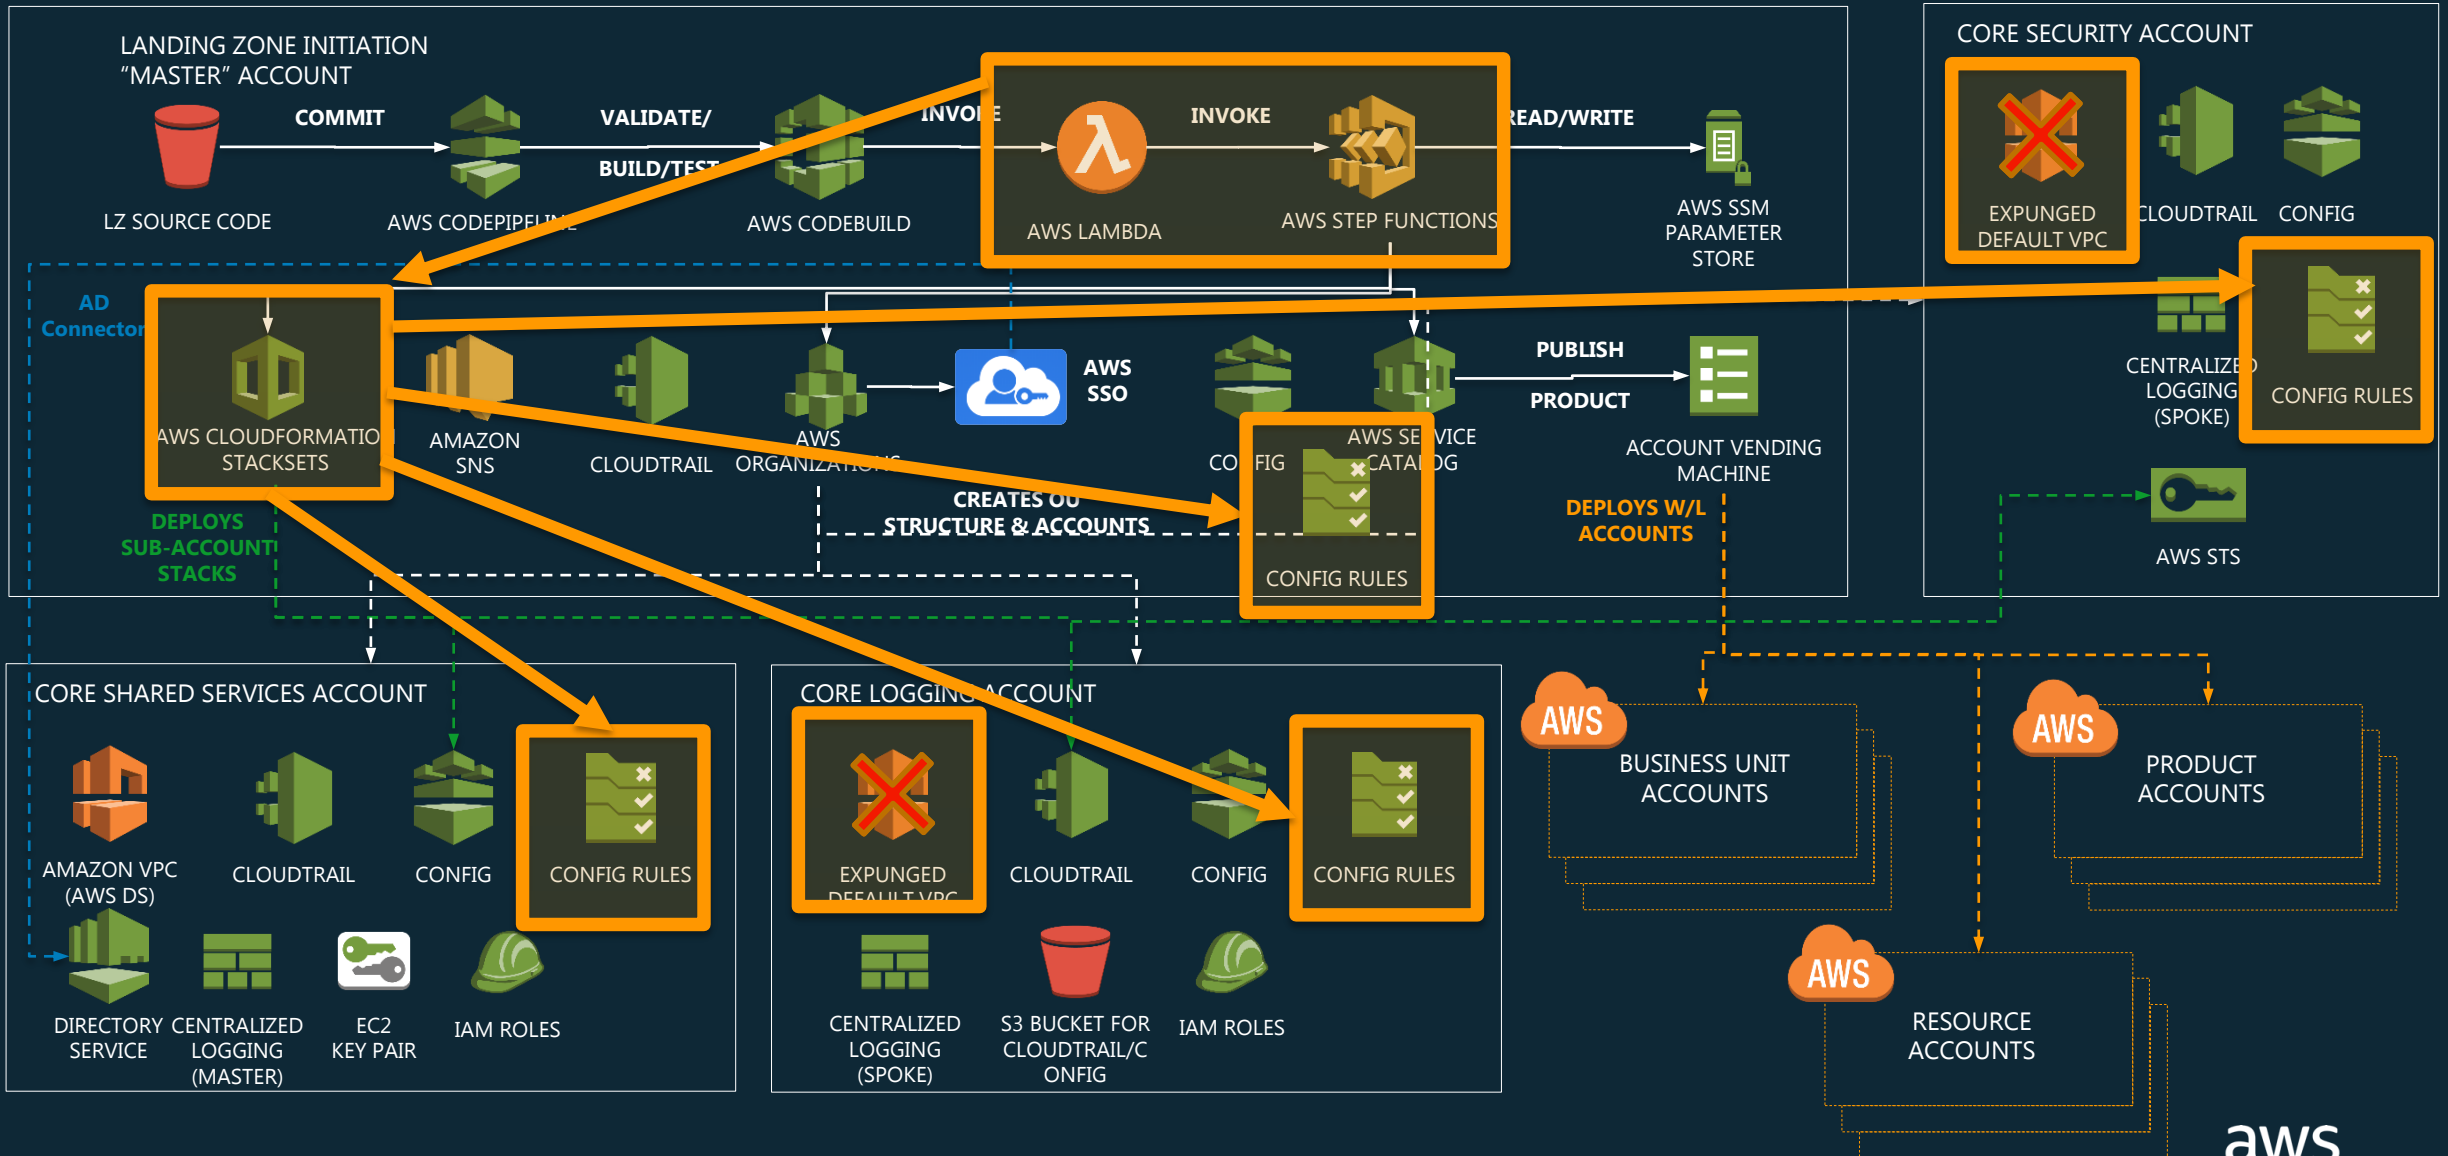 LANDING ZONE INITIATION
“MASTER” ACCOUNT
COMMIT
VALIDATE/
BUILD/TEST
INVOKE
INVOKE
READ/WRITE
LZ SOURCE CODE
AWS CODEPIPELINE
AWS CODEBUILD
AWS LAMBDA
AWS STEP FUNCTIONS
AWS SSM
PARAMETER
STORE
AD
Connector
AWS CLOUDFORMATION
STACKSETS
AMAZON
SNS
CLOUDTRAIL
AWS
ORGANIZATIONS
AWS
SSO
CONFIG
AWS SERVICE
CATALOG
PUBLISH
PRODUCT
ACCOUNT VENDING
MACHINE
CONFIG RULES
CREATES OU
STRUCTURE & ACCOUNTS
DEPLOYS
SUB-ACCOUNT
STACKS
DEPLOYS W/L
ACCOUNTS
CORE SECURITY ACCOUNT
EXPUNGED
DEFAULT VPC
CLOUDTRAIL
CONFIG
CENTRALIZED
LOGGING
(SPOKE)
CONFIG RULES
AWS STS
CORE SHARED SERVICES ACCOUNT
AMAZON VPC
(AWS DS)
CLOUDTRAIL
CONFIG
CONFIG RULES
DIRECTORY
SERVICE
CENTRALIZED
LOGGING
(MASTER)
EC2
KEY PAIR
IAM ROLES
CORE LOGGING ACCOUNT
EXPUNGED
DEFAULT VPC
CLOUDTRAIL
CONFIG
CONFIG RULES
CENTRALIZED
LOGGING
(SPOKE)
S3 BUCKET FOR
CLOUDTRAIL/C
ONFIG
IAM ROLES
AWS
BUSINESS UNIT
ACCOUNTS
AWS
PRODUCT
ACCOUNTS
AWS
RESOURCE
ACCOUNTS
aws